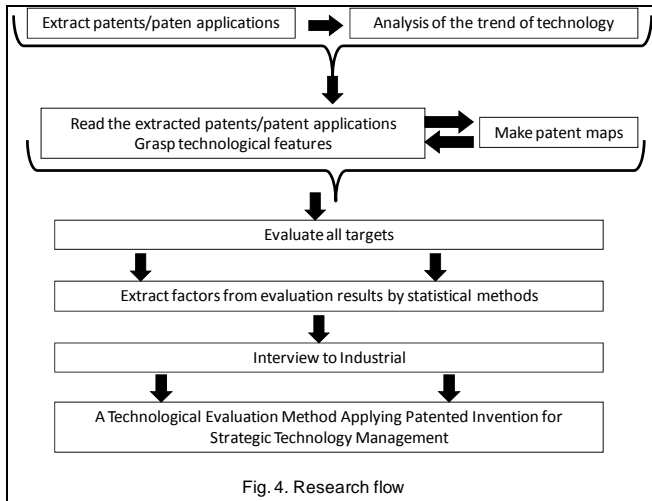 Extract patents/paten applications
Analysis of the trend of technology
Read the extracted patents/patent applications
Grasp technological features
Make patent maps
Evaluate all targets
Extract factors from evaluation results by statistical methods
Interview to Industrial
A Technological Evaluation Method Applying Patented Invention for
Strategic Technology Management
Fig. 4. Research flow